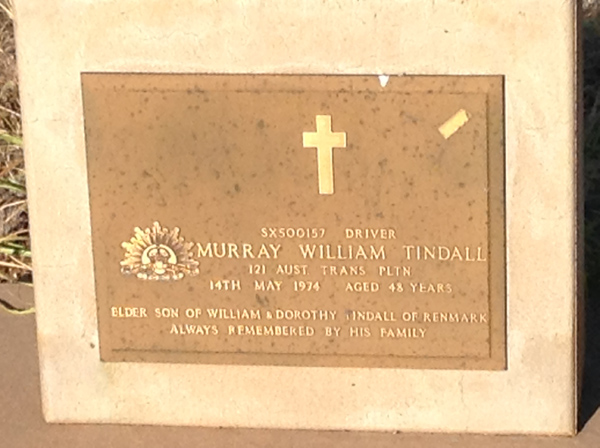 SX500157 DRIVER
MURRAY WILLIAM TINDALL
121 AUST. TRANS. PLTN.
14TH MAY 1974 AGED 48 YEARS
ELDER SON OF WILLIAM & DOROTHY TINDALL OF RENMARK
ALWAYS REMEMBERED BY HIS FAMILY